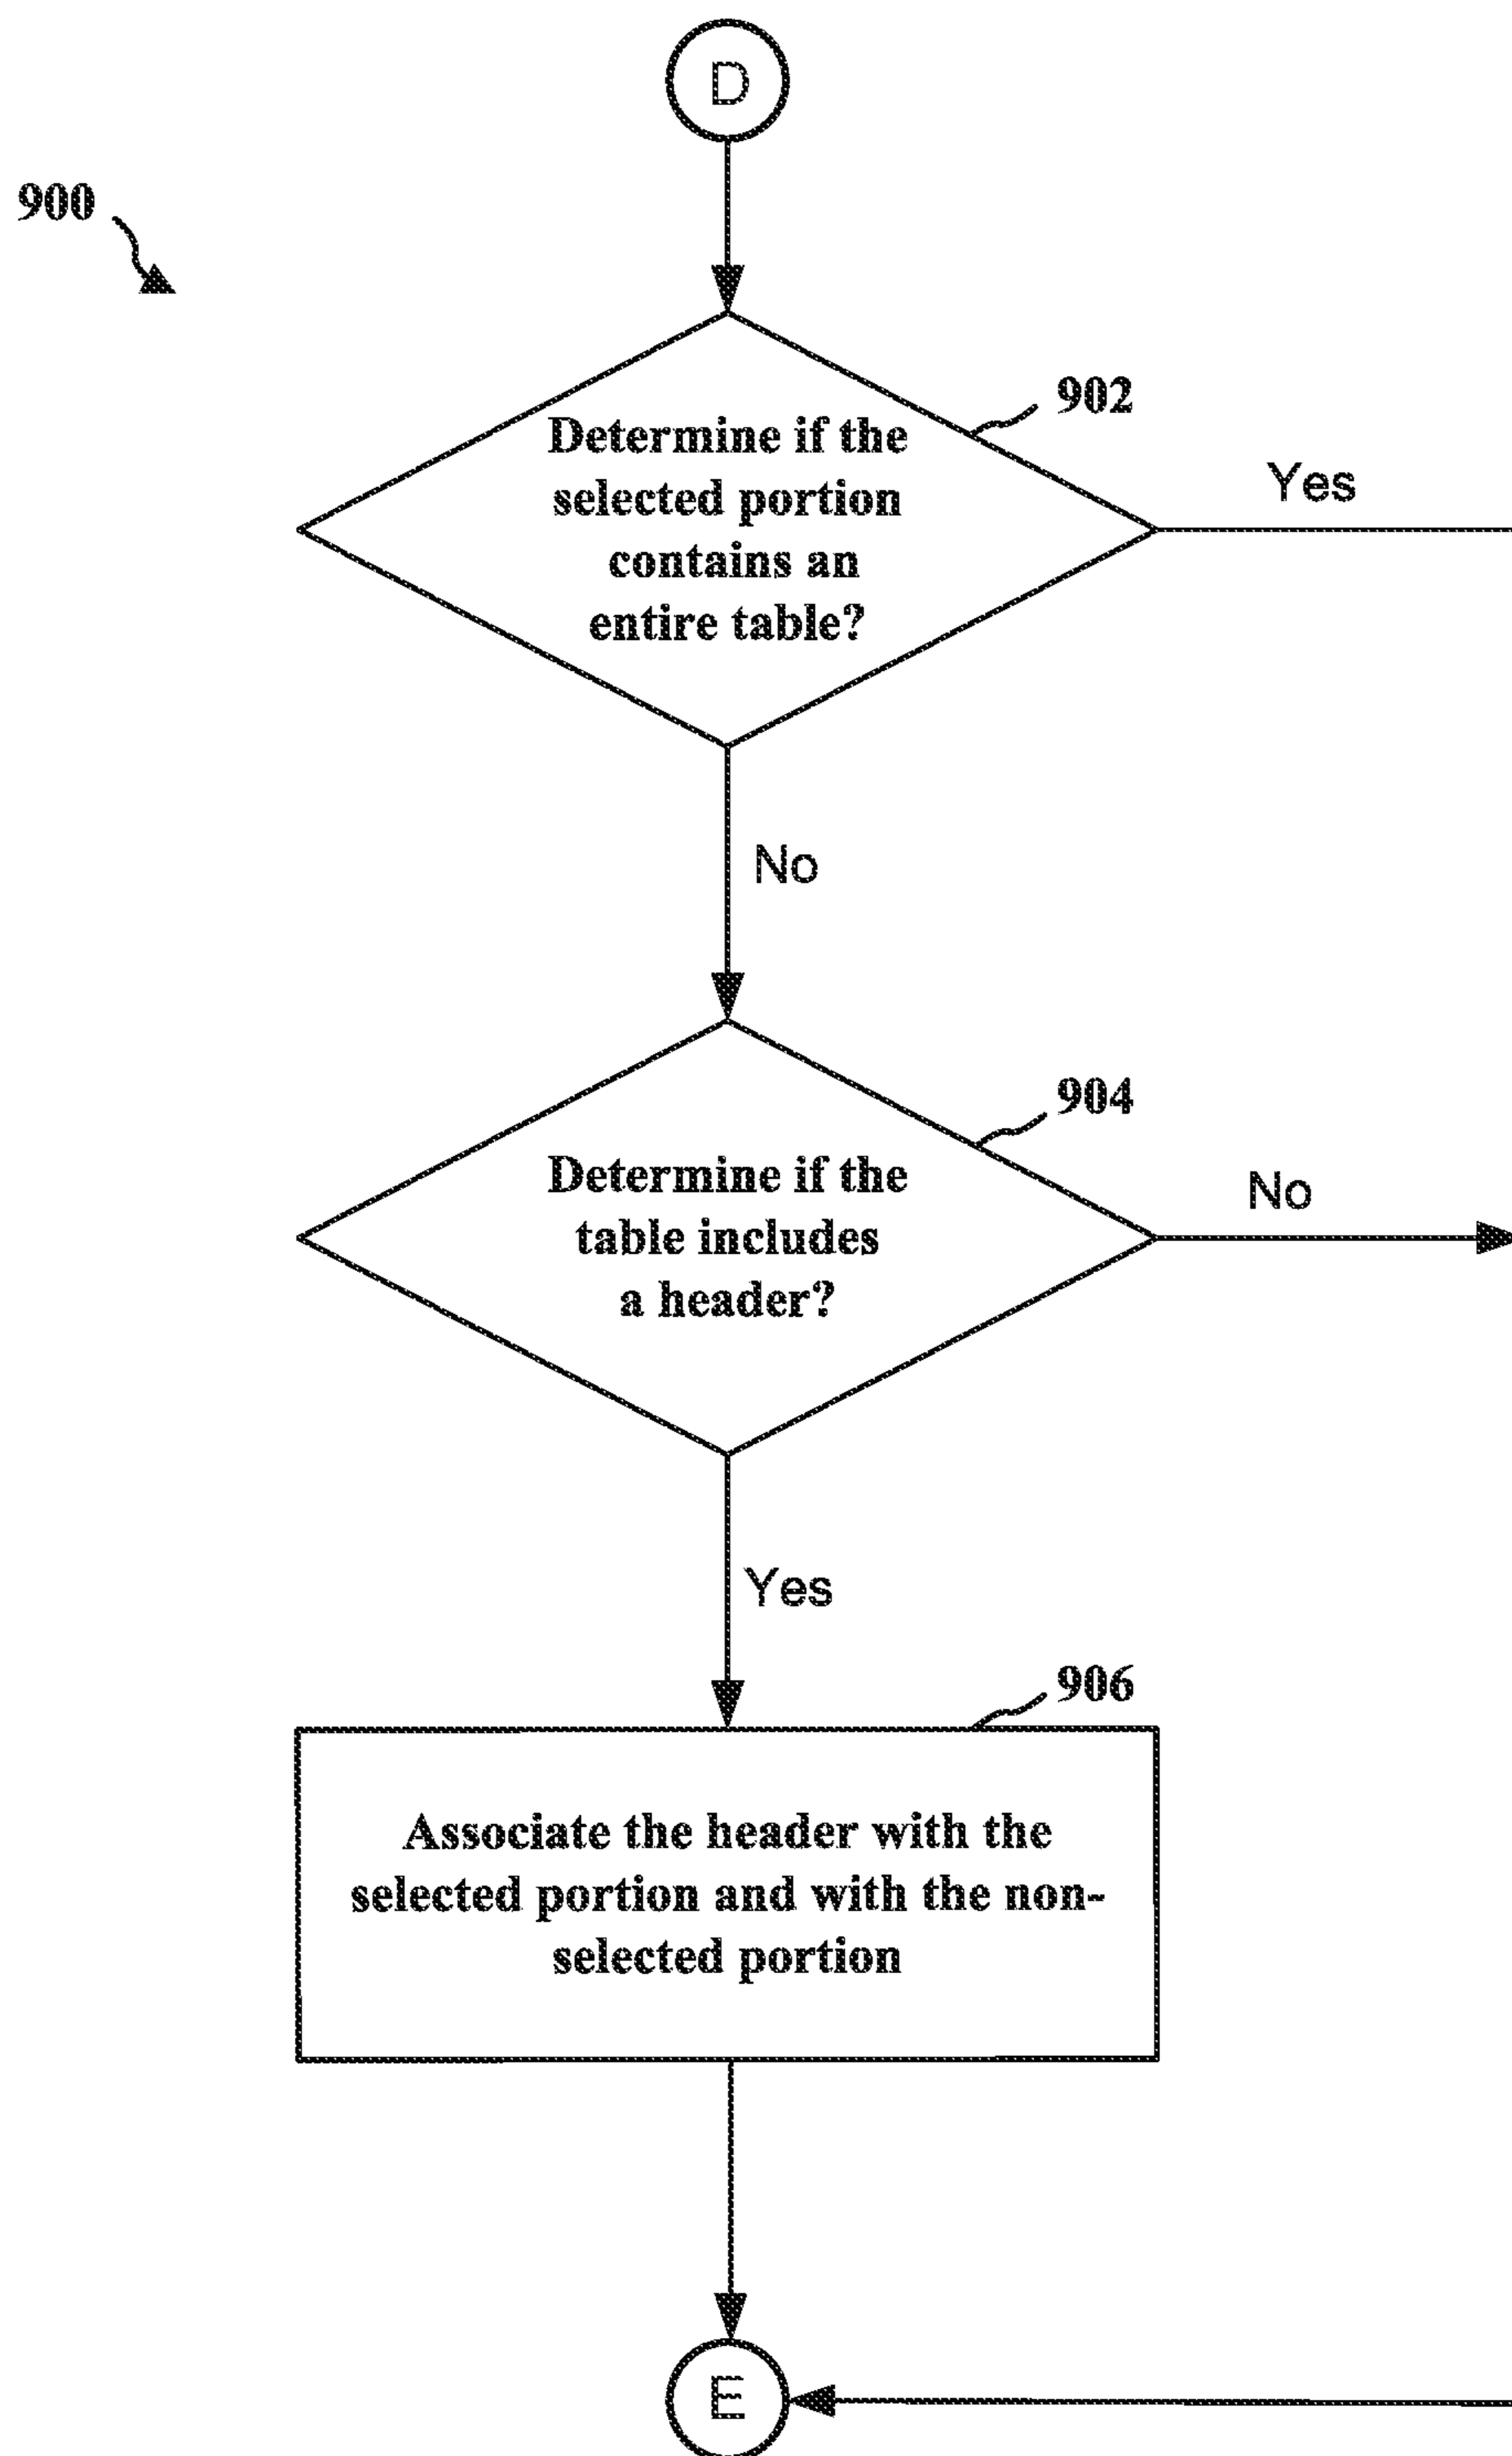 D
900
902
Determine if the
selected portion
contains an
entire table?
Yes
No
904
Determine if the
table includes
a header?
No
Yes
906
Associate the header with the
selected portion and with the non-
selected portion
E